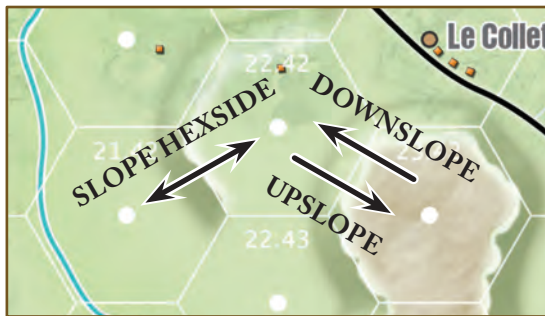 Le Collet
22.42
DOWNSLOPE
SLOPE HEXSIDE
UPSLOPE
22.43